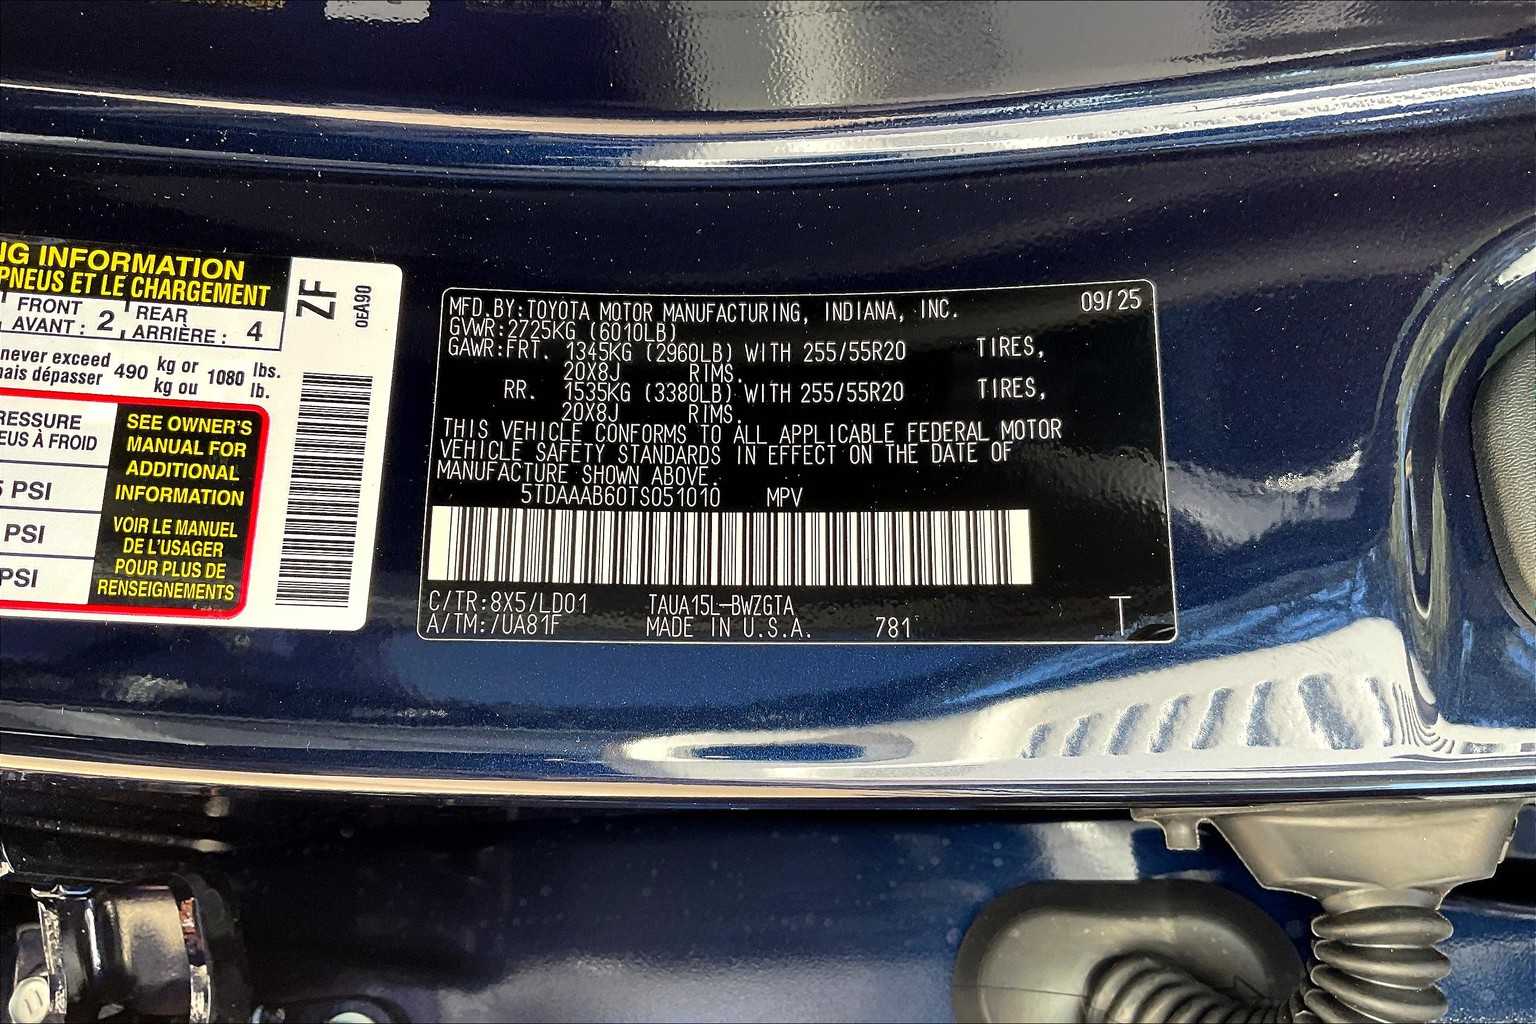 NG INFORMATION
PNEUS ET LE CHARGEMENT
FRONT
AVANT : 2
REAR
ARRIÈRE : 4
never exceed 490 kg or 1080 lbs.
mais dépasser kg ou lb.
RESSURE
EUS À FROID
5 PSI
PSI
PSI
SEE OWNER'S
MANUAL FOR
ADDITIONAL
INFORMATION
VOIR LE MANUEL
DE L'USAGER
POUR PLUS DE
RENSEIGNEMENTS
ZF
0EA90
MFD.BY:TOYOTA MOTOR MANUFACTURING, INDIANA, INC. 09/25
GVWR:2725KG (6010LB)
GAWR:FRT. 1345KG (2960LB) WITH 255/55R20 TIRES,
20X8J RIMS.
RR. 1535KG (3380LB) WITH 255/55R20 TIRES,
20X8J RIMS.
THIS VEHICLE CONFORMS TO ALL APPLICABLE FEDERAL MOTOR
VEHICLE SAFETY STANDARDS IN EFFECT ON THE DATE OF
MANUFACTURE SHOWN ABOVE.
5TDAAAB60TS051010 MPV
C/TR:8X5/LD01 TAUA15L-BWZGTA
A/TM:/UA81F MADE IN U.S.A. 781 T